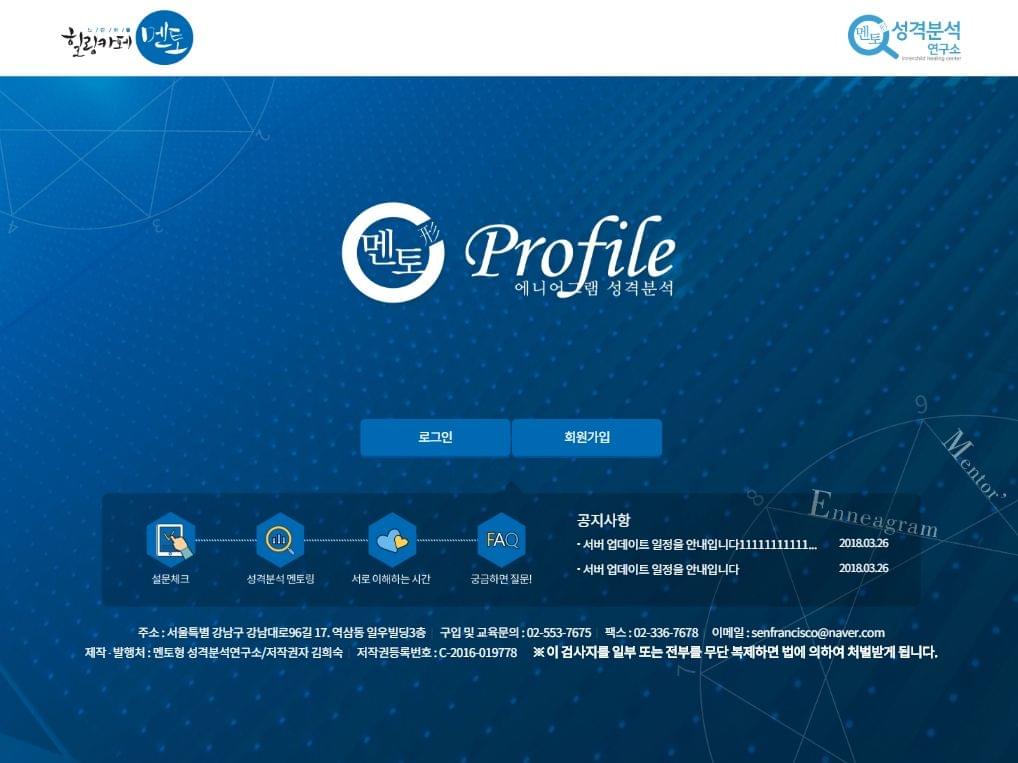 느리게를
힐링카페 멘토
멘토形 성격분석
연구소
innerchild healing center
2
3
4
멘토形 Profile
에니어그램 성격분석
로그인
회원가입
9
8
7
Mentor'
Enneagram
설문체크
성격분석 멘토링
서로 이해하는 시간
FAQ
궁금하면 질문!
공지사항
· 서버 업데이트 일정을 안내입니다11111111111... 2018.03.26
· 서버 업데이트 일정을 안내입니다 2018.03.26
주소 : 서울특별 강남구 강남대로96길 17. 역삼동 일우빌딩3층 | 구입 및 교육문의 : 02-553-7675 | 팩스 : 02-336-7678 | 이메일 : senfrancisco@naver.com
제작 · 발행처 : 멘토형 성격분석연구소/저작권자 김희숙 | 저작권등록번호 : C-2016-019778 ※ 이 검사지를 일부 또는 전부를 무단 복제하면 법에 의하여 처벌받게 됩니다.